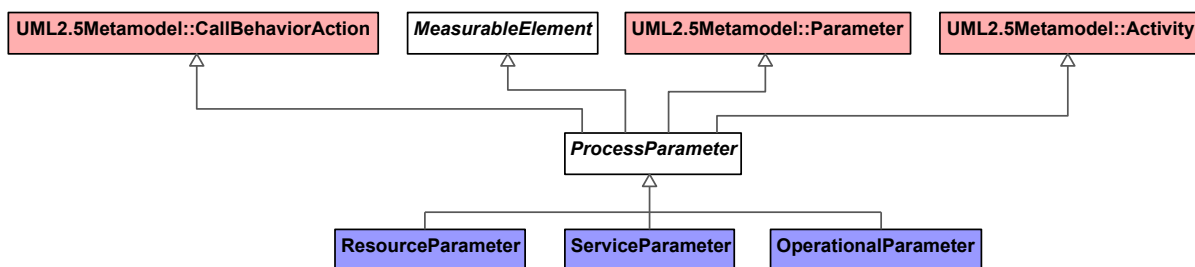 UML2.5Metamodel::CallBehaviorAction
MeasurableElement
UML2.5Metamodel::Parameter
UML2.5Metamodel::Activity
ProcessParameter
ResourceParameter
ServiceParameter
OperationalParameter